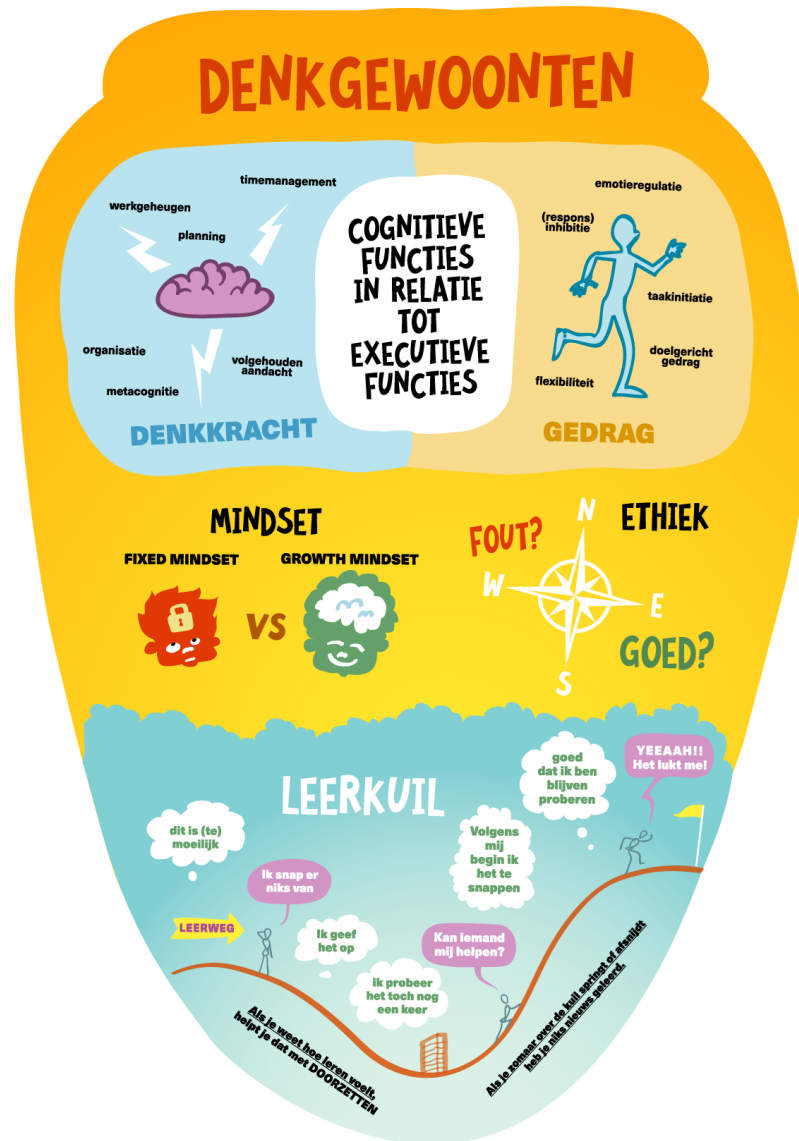 DENKGEWOONTEN
timemanagement
werkgeheugen
planning
organisatie
volgehouden
aandacht
metacognitie
DENKKRACHT
COGNITIEVE
FUNCTIES
IN RELATIE
TOT
EXECUTIEVE
FUNCTIES
emotieregulatie
(respons)
inhibitie
taakinitiatie
doelgericht
gedrag
flexibiliteit
GEDRAG
MINDSET
FIXED MINDSET
GROWTH MINDSET
VS
ETHIEK
FOUT?
N
W
E
S
GOED?
LEERKUIL
dit is (te)
moeilijk
Ik snap er
niks van
LEERWEG
Ik geef
het op
ik probeer
het toch nog
een keer
Kan iemand
mij helpen?
Volgens
mij
begin ik
het te
snappen
goed
dat ik ben
blijven
proberen
YEEAAH!!
Het lukt me!
Als je weet hoe leren voelt,
helpt je dat met DOORZETTEN
Als je zomaar over de kuil springt of afsnijdt
heb je niks nieuws geleerd.